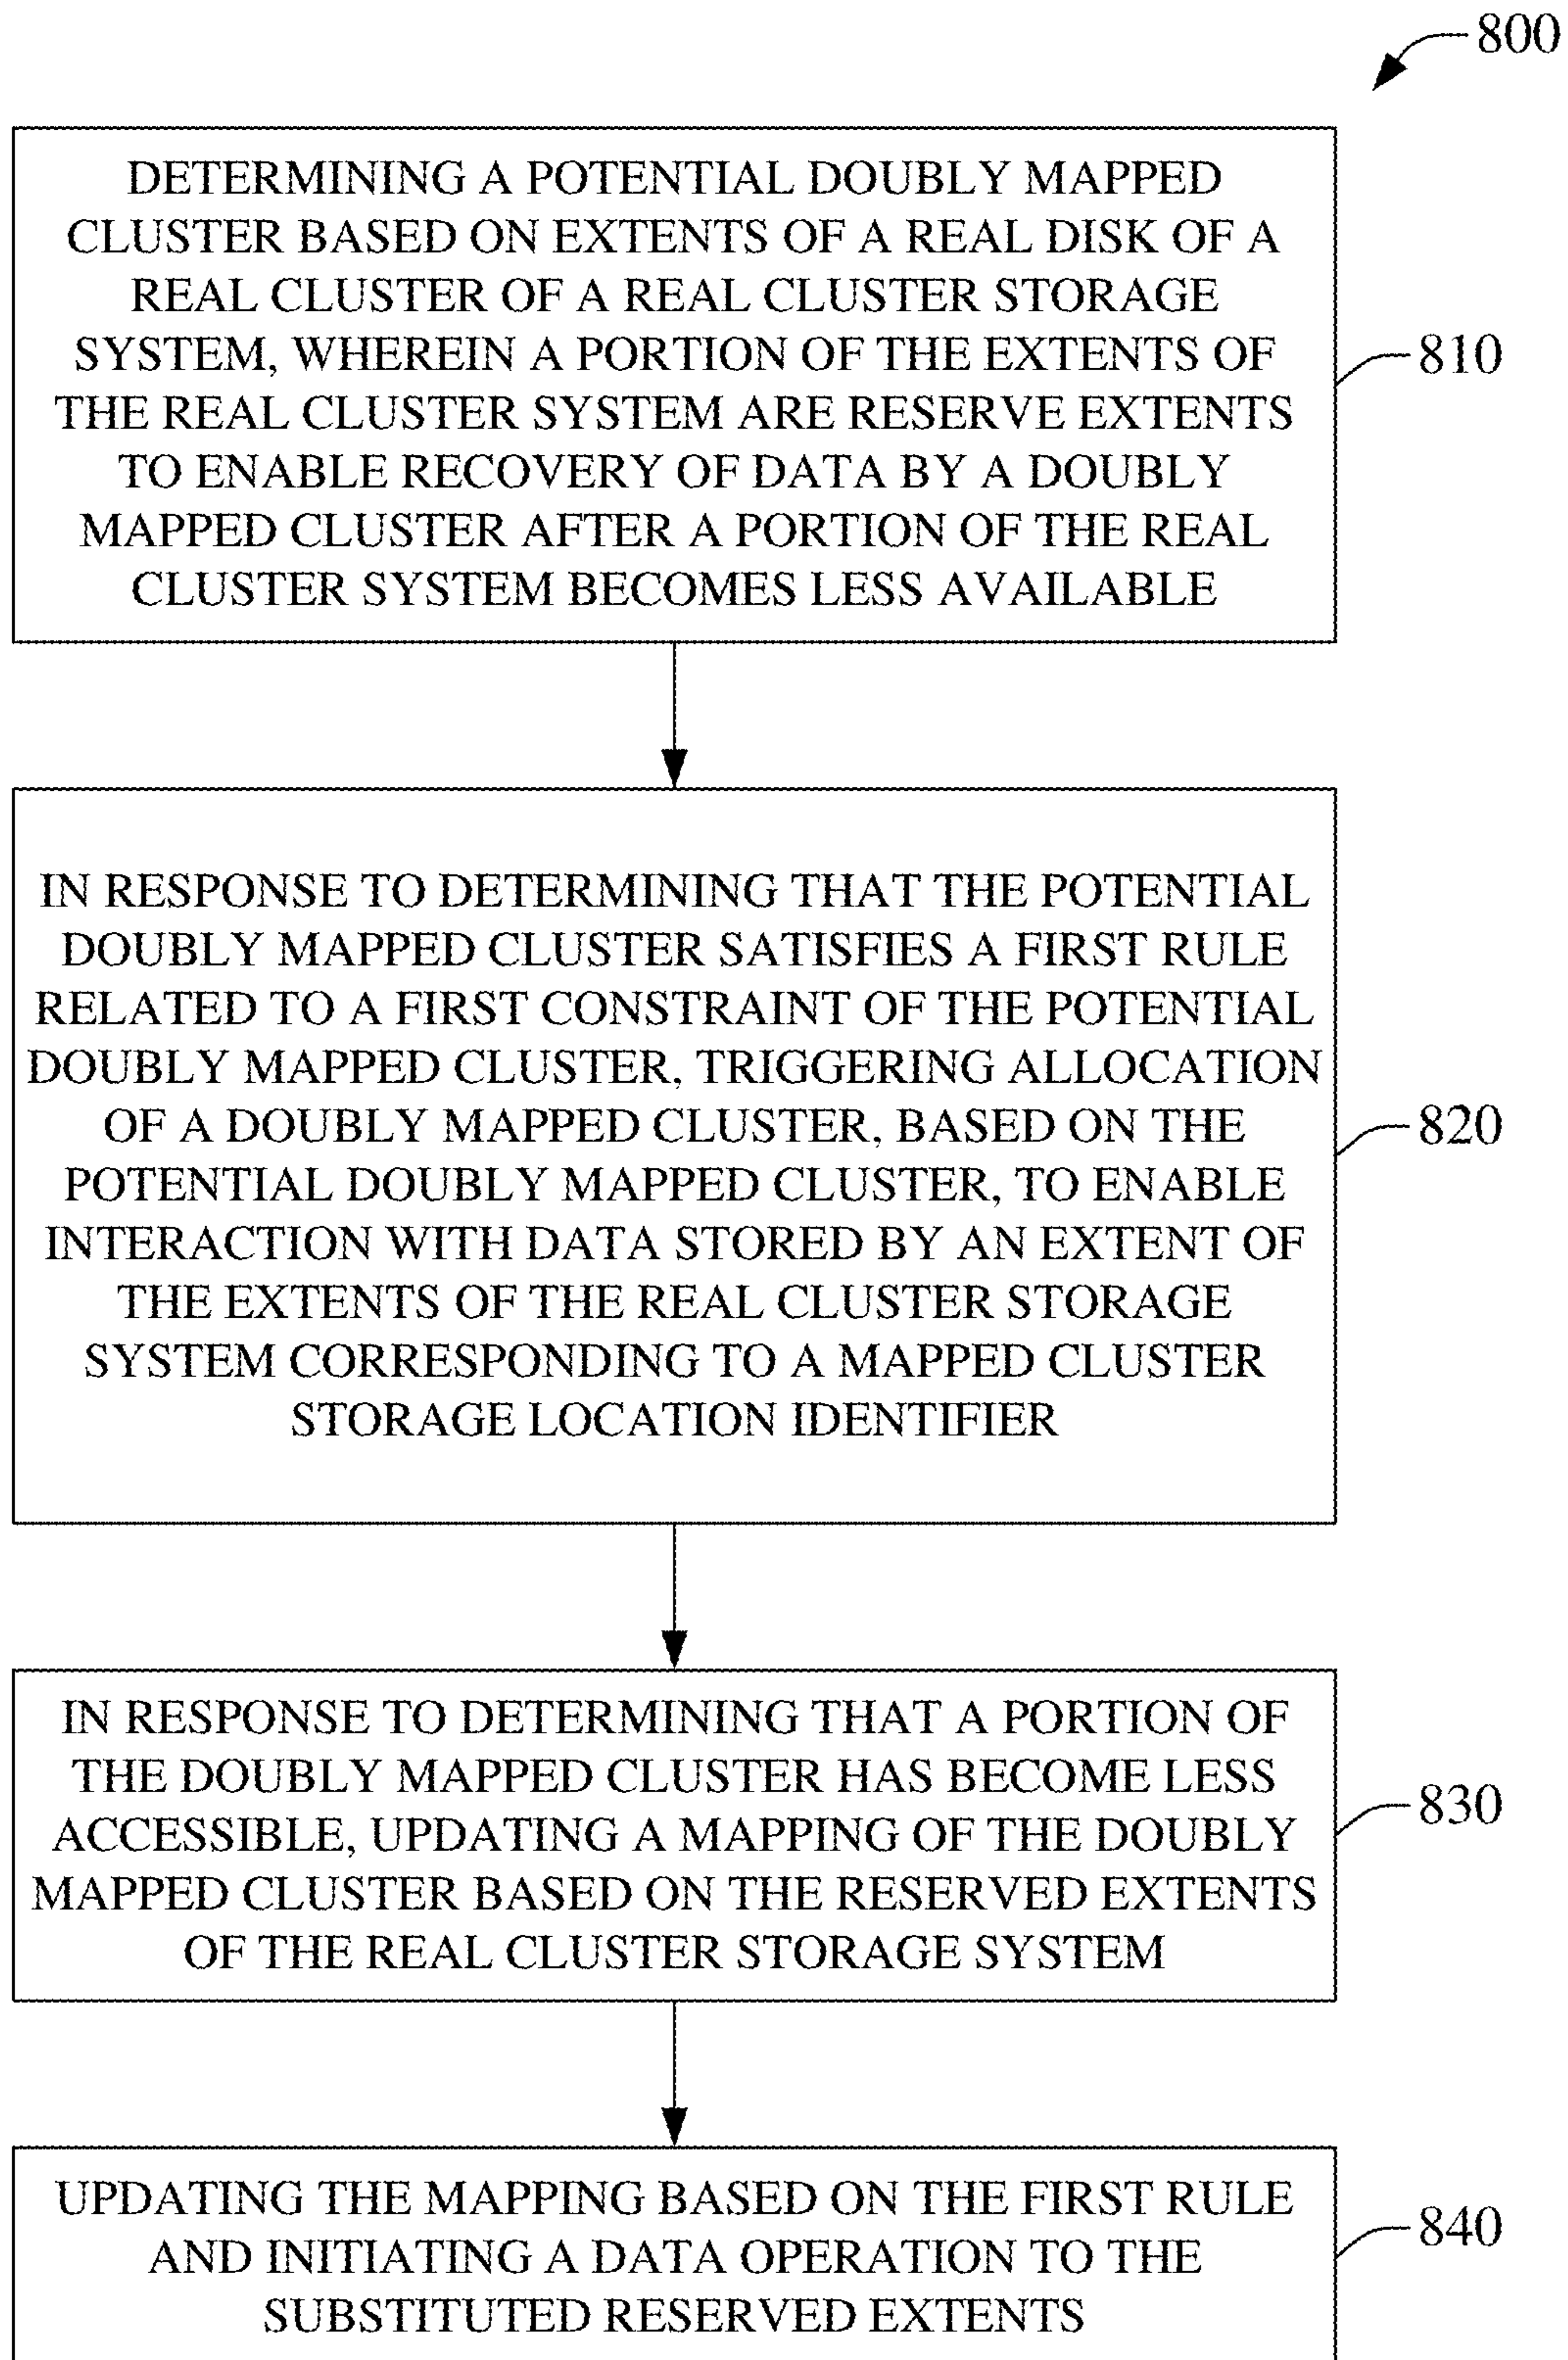 800
DETERMINING A POTENTIAL DOUBLY MAPPED
CLUSTER BASED ON EXTENTS OF A REAL DISK OF A
REAL CLUSTER OF A REAL CLUSTER STORAGE
SYSTEM, WHEREIN A PORTION OF THE EXTENTS OF
THE REAL CLUSTER SYSTEM ARE RESERVE EXTENTS
TO ENABLE RECOVERY OF DATA BY A DOUBLY
MAPPED CLUSTER AFTER A PORTION OF THE REAL
CLUSTER SYSTEM BECOMES LESS AVAILABLE
810
IN RESPONSE TO DETERMINING THAT THE POTENTIAL
DOUBLY MAPPED CLUSTER SATISFIES A FIRST RULE
RELATED TO A FIRST CONSTRAINT OF THE POTENTIAL
DOUBLY MAPPED CLUSTER, TRIGGERING ALLOCATION
OF A DOUBLY MAPPED CLUSTER, BASED ON THE
POTENTIAL DOUBLY MAPPED CLUSTER, TO ENABLE
INTERACTION WITH DATA STORED BY AN EXTENT OF
THE EXTENTS OF THE REAL CLUSTER STORAGE
SYSTEM CORRESPONDING TO A MAPPED CLUSTER
STORAGE LOCATION IDENTIFIER
820
IN RESPONSE TO DETERMINING THAT A PORTION OF
THE DOUBLY MAPPED CLUSTER HAS BECOME LESS
ACCESSIBLE, UPDATING A MAPPING OF THE DOUBLY
MAPPED CLUSTER BASED ON THE RESERVED EXTENTS
OF THE REAL CLUSTER STORAGE SYSTEM
830
UPDATING THE MAPPING BASED ON THE FIRST RULE
AND INITIATING A DATA OPERATION TO THE
SUBSTITUTED RESERVED EXTENTS
840